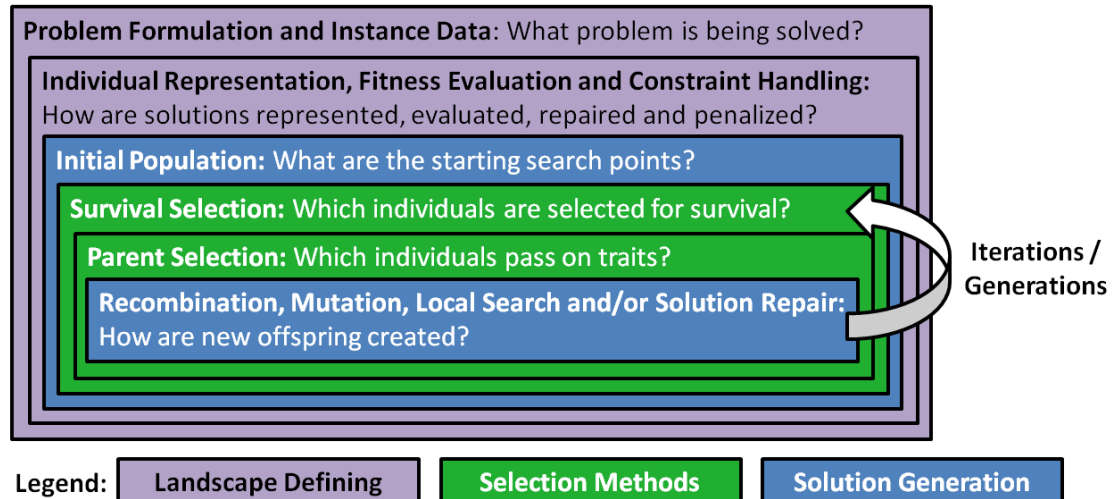 Problem Formulation and Instance Data: What problem is being solved?
Individual Representation, Fitness Evaluation and Constraint Handling:
How are solutions represented, evaluated, repaired and penalized?
Initial Population: What are the starting search points?
Survival Selection: Which individuals are selected for survival?
Parent Selection: Which individuals pass on traits?
Recombination, Mutation, Local Search and/or Solution Repair:
How are new offspring created?
Iterations /
Generations
Legend:
Landscape Defining
Selection Methods
Solution Generation